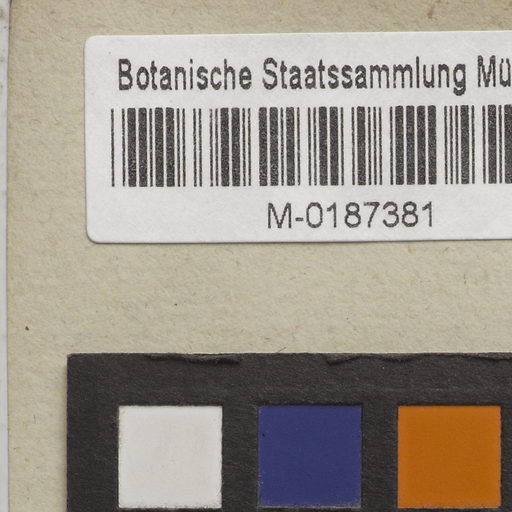 Botanische Staatssammlung Mü
M-0187381